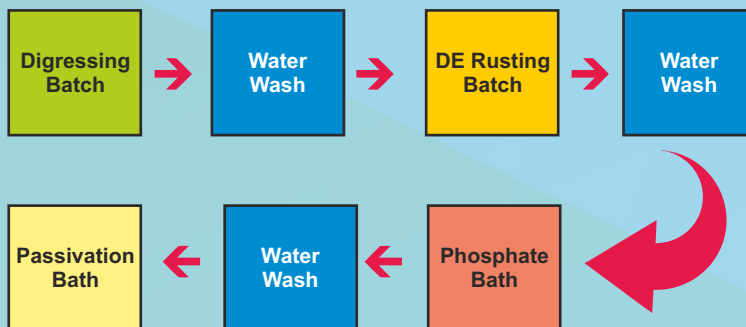 Digressing
Batch
Water
Wash
DE Rusting
Batch
Water
Wash
Phosphate
Bath
Water
Wash
Passivation
Bath